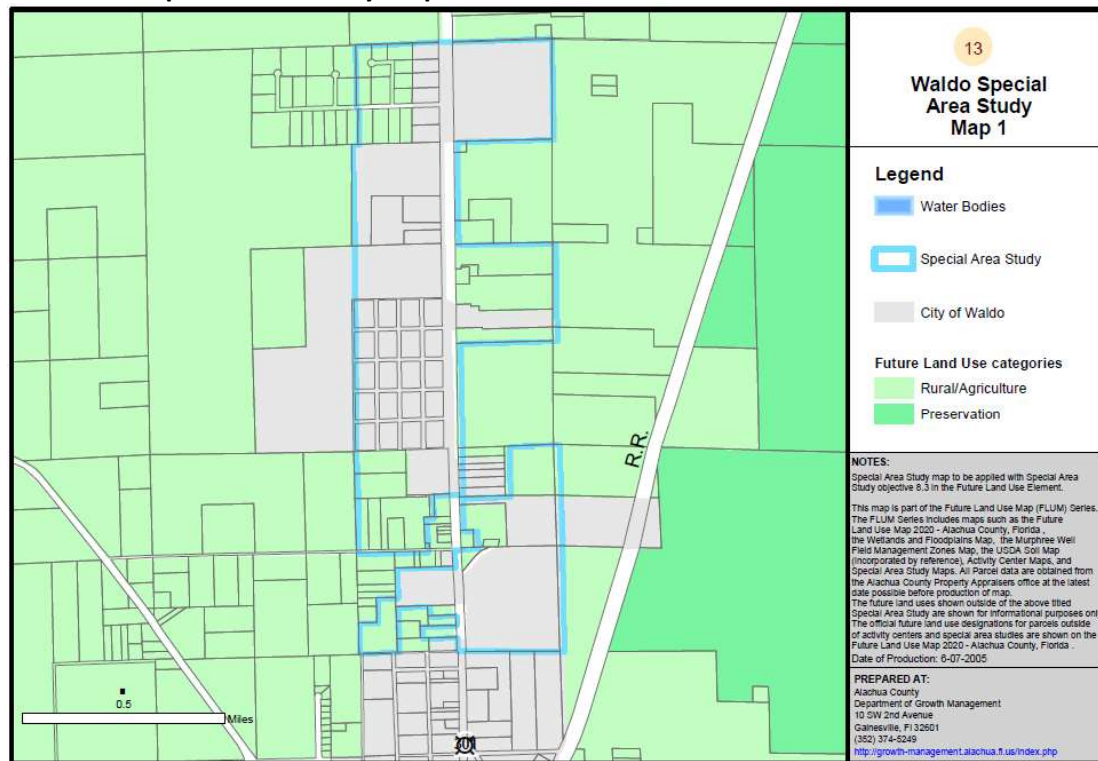 13
Waldo Special
Area Study
Map 1
Legend
Water Bodies
Special Area Study
City of Waldo
Future Land Use categories
Rural/Agriculture
Preservation
NOTES:
Special Area Study map to be applied with Special Area
Study objective 8.3 in the Future Land Use Element.
This map is part of the Future Land Use Map (FLUM) Series.
The FLUM Series includes maps such as the Future
Land Use Map 2020 - Alachua County, Florida ,
the Wetlands and Floodplains Map, the Murphree Well
Field Management Zones Map, the USDA Soil Map
(incorporated by reference), Activity Center Maps, and
Special Area Study Maps. All Parcel data are obtained from
the Alachua County Property Appraisers office at the latest
date possible before production of map.
The future land uses shown outside of the above titled
Special Area Study are shown for informational purposes onl
The official future land use designations for parcels outside
of activity centers and special area studies are shown on the
Future Land Use Map 2020 - Alachua County, Florida .
Date of Production: 6-07-2005
PREPARED AT:
Alachua County
Department of Growth Management
10 SW 2nd Avenue
Gainesville, Fl 32601
(352) 374-5249
http://growth-management.alachua.fl.us/index.php
R.R.
0.5
Miles